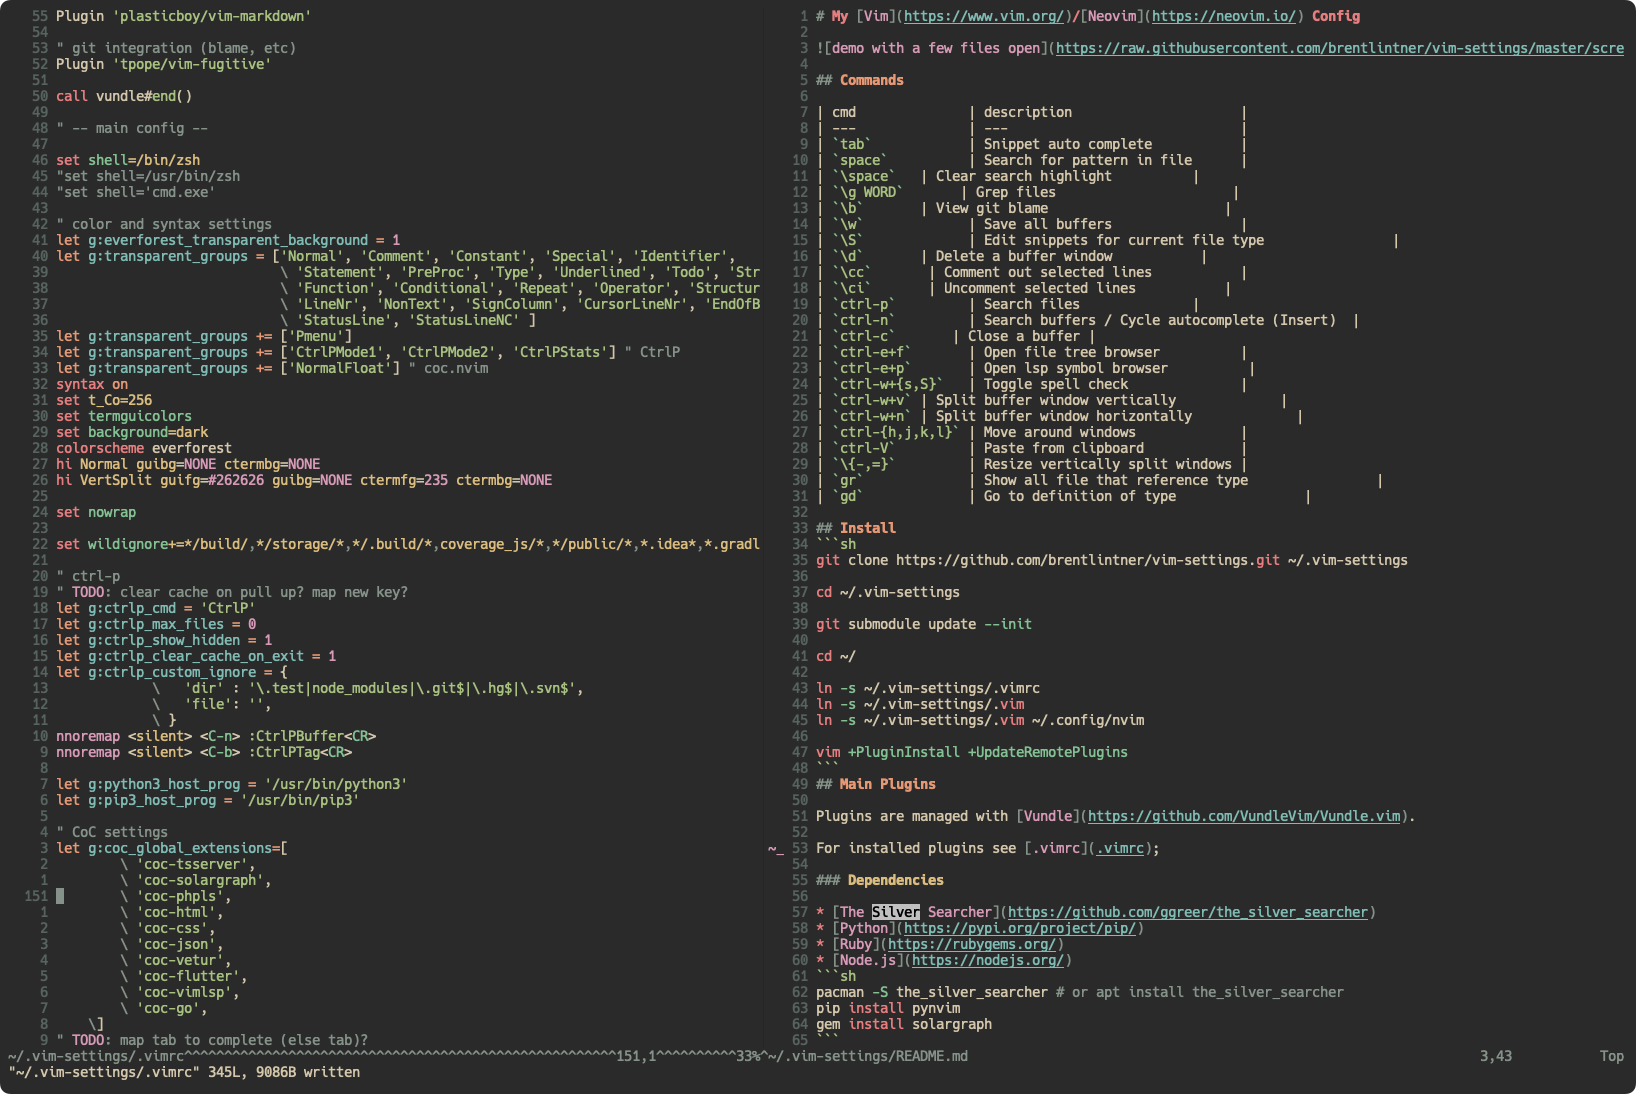 55 Plugin 'plasticboy/vim-markdown'
54
53 " git integration (blame, etc)
52 Plugin 'tpope/vim-fugitive'
51
50 call vundle#end()
49
48 " -- main config --
47
46 set shell=/bin/zsh
45 "set shell=/usr/bin/zsh
44 "set shell='cmd.exe'
43
42 " color and syntax settings
41 let g:everforest_transparent_background = 1
40 let g:transparent_groups = ['Normal', 'Comment', 'Constant', 'Special', 'Identifier',
39                             \ 'Statement', 'PreProc', 'Type', 'Underlined', 'Todo', 'Str
38                             \ 'Function', 'Conditional', 'Repeat', 'Operator', 'Structur
37                             \ 'LineNr', 'NonText', 'SignColumn', 'CursorLineNr', 'EndOfB
36                             \ 'StatusLine', 'StatusLineNC' ]
35 let g:transparent_groups += ['Pmenu']
34 let g:transparent_groups += ['CtrlPMode1', 'CtrlPMode2', 'CtrlPStats'] " CtrlP
33 let g:transparent_groups += ['NormalFloat'] " coc.nvim
32 syntax on
31 set t_Co=256
30 set termguicolors
29 set background=dark
28 colorscheme everforest
27 hi Normal guibg=NONE ctermbg=NONE
26 hi VertSplit guifg=#262626 guibg=NONE ctermfg=235 ctermbg=NONE
25
24 set nowrap
23
22 set wildignore+=*/build/,*/storage/*,*/.build/*,coverage_js/*,*/public/*,*.idea*,*.gradl
21
20 " ctrl-p
19 " TODO: clear cache on pull up? map new key?
18 let g:ctrlp_cmd = 'CtrlP'
17 let g:ctrlp_max_files = 0
16 let g:ctrlp_show_hidden = 1
15 let g:ctrlp_clear_cache_on_exit = 1
14 let g:ctrlp_custom_ignore = {
13             \   'dir' : '\.test|node_modules|\.git$|\.hg$|\.svn$',
12             \   'file': '',
11             \ }
10 nnoremap <silent> <C-n> :CtrlPBuffer<CR>
9 nnoremap <silent> <C-b> :CtrlPTag<CR>
8
7 let g:python3_host_prog = '/usr/bin/python3'
6 let g:pip3_host_prog = '/usr/bin/pip3'
5
4 " CoC settings
3 let g:coc_global_extensions=[
2         \ 'coc-tsserver',
1         \ 'coc-solargraph',
151         \ 'coc-phpls',
1         \ 'coc-html',
2         \ 'coc-css',
3         \ 'coc-json',
4         \ 'coc-vetur',
5         \ 'coc-flutter',
6         \ 'coc-vimlsp',
7         \ 'coc-go',
8     \]
9 " TODO: map tab to complete (else tab)?
1 # My [Vim](https://www.vim.org/)/[Neovim](https://neovim.io/) Config
2
3 ![demo with a few files open](https://raw.githubusercontent.com/brentlintner/vim-settings/master/scre
4
5 ## Commands
6
7 | cmd              | description                     |
8 | ---              | ---                             |
9 | `tab`            | Snippet auto complete           |
10 | `space`          | Search for pattern in file      |
11 | `\space`   | Clear search highlight          |
12 | `\g WORD`       | Grep files                      |
13 | `\b`       | View git blame                      |
14 | `\w`             | Save all buffers                |
15 | `\S`             | Edit snippets for current file type                |
16 | `\d`       | Delete a buffer window           |
17 | `\cc`       | Comment out selected lines           |
18 | `\ci`       | Uncomment selected lines           |
19 | `ctrl-p`         | Search files              |
20 | `ctrl-n`         | Search buffers / Cycle autocomplete (Insert)  |
21 | `ctrl-c`       | Close a buffer |
22 | `ctrl-e+f`       | Open file tree browser          |
23 | `ctrl-e+p`       | Open lsp symbol browser          |
24 | `ctrl-w+{s,S}`   | Toggle spell check              |
25 | `ctrl-w+v` | Split buffer window vertically             |
26 | `ctrl-w+n` | Split buffer window horizontally             |
27 | `ctrl-{h,j,k,l}` | Move around windows             |
28 | `ctrl-V`         | Paste from clipboard            |
29 | `\{-,=}`         | Resize vertically split windows |
30 | `gr`             | Show all file that reference type                |
31 | `gd`             | Go to definition of type                |
32
33 ## Install
34 ```sh
35 git clone https://github.com/brentlintner/vim-settings.git ~/.vim-settings
36
37 cd ~/.vim-settings
38
39 git submodule update --init
40
41 cd ~/
42
43 ln -s ~/.vim-settings/.vimrc
44 ln -s ~/.vim-settings/.vim
45 ln -s ~/.vim-settings/.vim ~/.config/nvim
46
47 vim +PluginInstall +UpdateRemotePlugins
48 ```
49 ## Main Plugins
50
51 Plugins are managed with [Vundle](https://github.com/VundleVim/Vundle.vim).
52
~_ 53 For installed plugins see [.vimrc](.vimrc);
54
55 ### Dependencies
56
57 * [The Silver Searcher](https://github.com/ggreer/the_silver_searcher)
58 * [Python](https://pypi.org/project/pip/)
59 * [Ruby](https://rubygems.org/)
60 * [Node.js](https://nodejs.org/)
61 ```sh
62 pacman -S the_silver_searcher # or apt install the_silver_searcher
63 pip install pynvim
64 gem install solargraph
65 ```
~/.vim-settings/.vimrc^^^^^^^^^^^^^^^^^^^^^^^^^^^^^^^^^^^^^^^^^^^^^^^^^^^^^^151,1^^^^^^^^^^33%^~/.vim-settings/README.md 3,43 Top
"~/.vim-settings/.vimrc" 345L, 9086B written